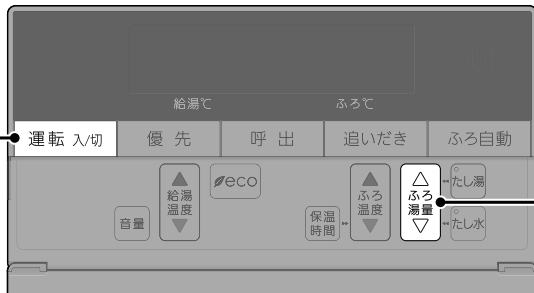 給湯℃ ふろ℃
運転 入/切 優先 呼出 追いだき ふろ自動
給湯温度
eco
音量
保温時間
ふろ温度
ふろ湯量
たし湯
たし水